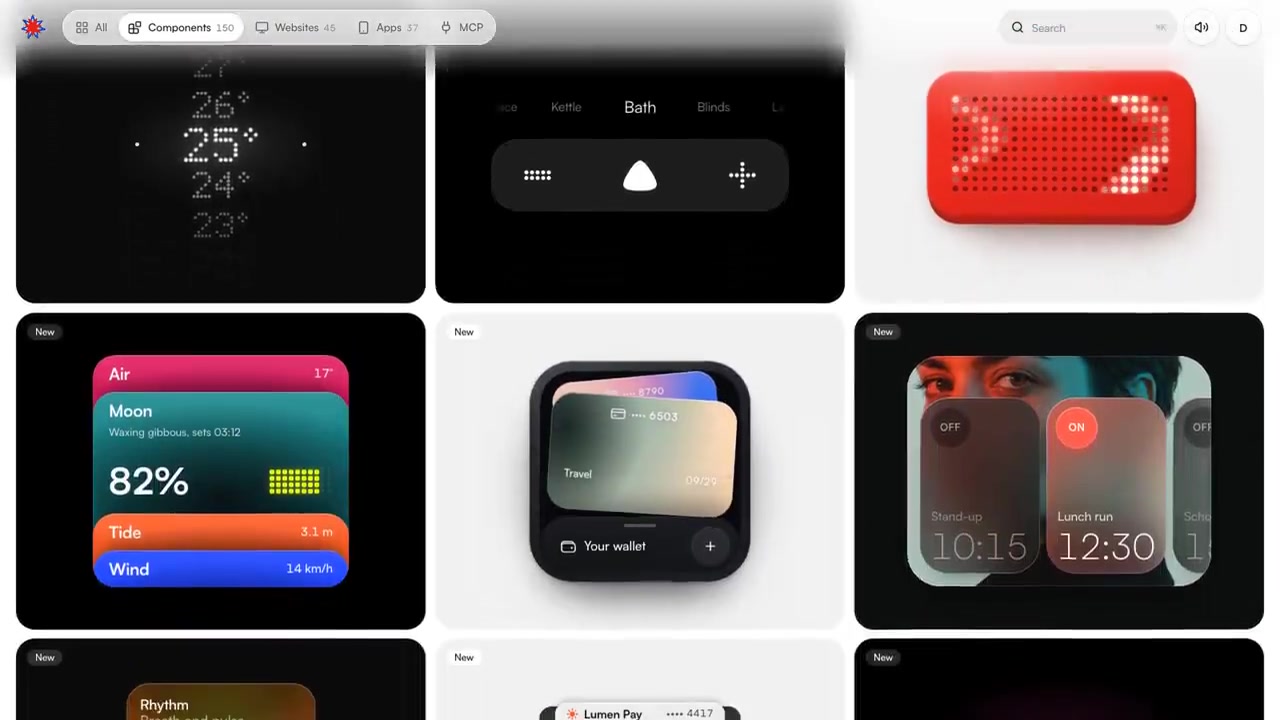 All
Components 150
Websites 45
Apps 37
MCP
Search
⌘K
D
27°
26°
25°
24°
23°
Kettle
Bath
Blinds
New
Air
17°
Moon
Waxing gibbous, sets 03:12
82%
Tide
3.1 m
Wind
14 km/h
New
•••• 8790
•••• 6503
Travel
09/29
Your wallet
+
New
OFF
ON
Stand-up
Lunch run
10:15
12:30
New
Rhythm
New
Lumen Pay
•••• 4417
New